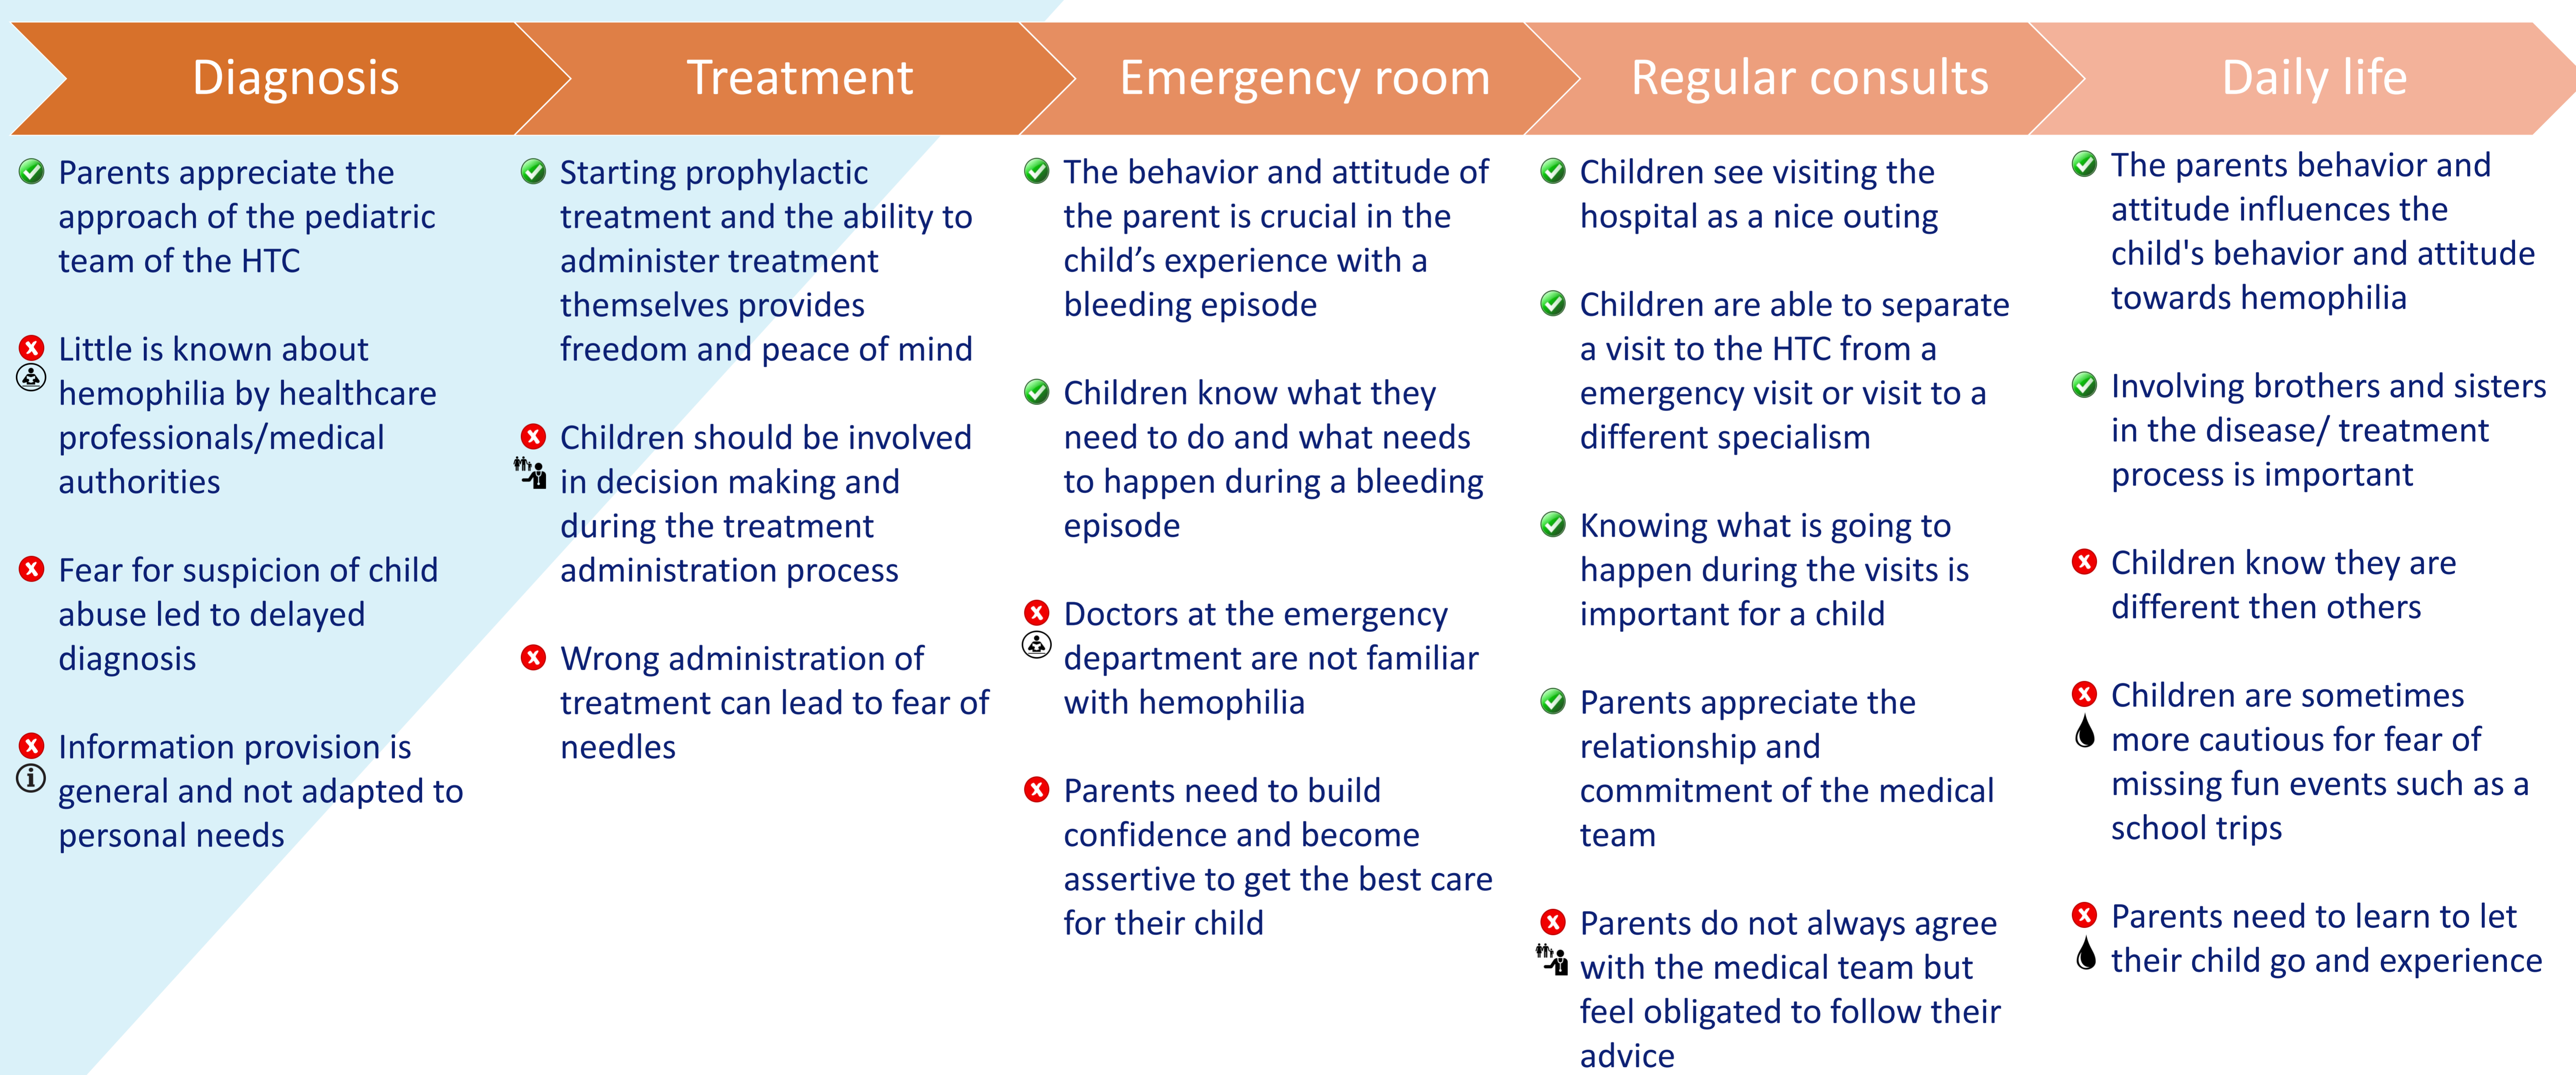 Diagnosis
Treatment
Emergency room
Regular consults
Daily life
Parents appreciate the
approach of the pediatric
team of the HTC
Little is known about
hemophilia by healthcare
professionals/medical
authorities
Fear for suspicion of child
abuse led to delayed
diagnosis
Information provision is
general and not adapted to
personal needs
Starting prophylactic
treatment and the ability to
administer treatment
themselves provides
freedom and peace of mind
Children should be involved
in decision making and
during the treatment
administration process
Wrong administration of
treatment can lead to fear of
needles
The behavior and attitude of
the parent is crucial in the
child’s experience with a
bleeding episode
Children know what they
need to do and what needs
to happen during a bleeding
episode
Doctors at the emergency
department are not familiar
with hemophilia
Parents need to build
confidence and become
assertive to get the best care
for their child
Children see visiting the
hospital as a nice outing
Children are able to separate
a visit to the HTC from a
emergency visit or visit to a
different specialism
Knowing what is going to
happen during the visits is
important for a child
Parents appreciate the
relationship and
commitment of the medical
team
Parents do not always agree
with the medical team but
feel obligated to follow their
advice
The parents behavior and
attitude influences the
child's behavior and attitude
towards hemophilia
Involving brothers and sisters
in the disease/ treatment
process is important
Children know they are
different then others
Children are sometimes
more cautious for fear of
missing fun events such as a
school trips
Parents need to learn to let
their child go and experience